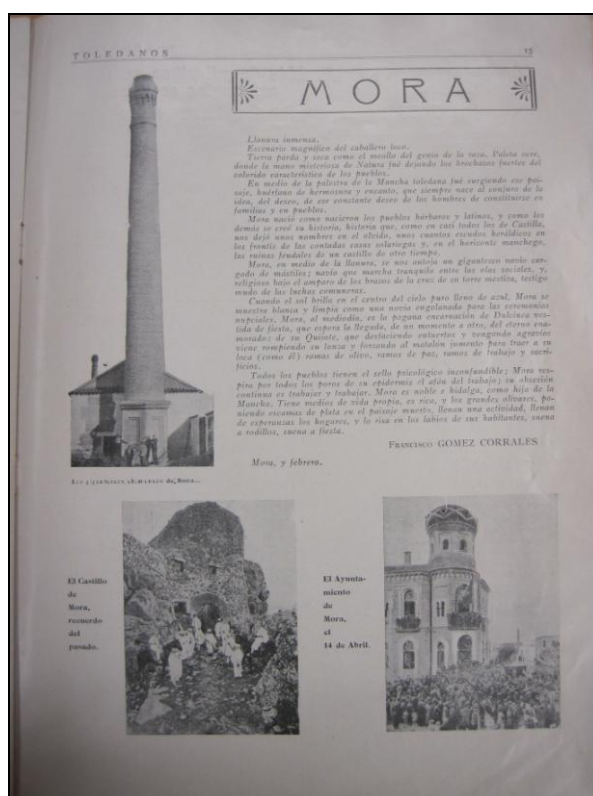 TOLEDANOS
15
MORA
Llanura inmensa.
Escenario magnífico del caballero loco.
Tierra parda y seca como el meollo del genio de la raza. Paleta ocre,
donde la mano misteriosa de Natura fué dejando los brochazos fuertes del
colorido característico de los pueblos.
En medio de la palestra de la Mancha toledana fué surgiendo ese pai-
saje, huérfano de hermosura y encanto, que siempre nace al conjuro de la
idea, del deseo, de ese constante deseo de los hombres de constituirse en
familias y en pueblos.
Mora nació como nacieron los pueblos bárbaros y latinos, y como los
demás se creó su historia, historia que, como en casi todos los de Castilla,
nos dejó unos nombres en el olvido, unos cuantos escudos heráldicos en
los frontis de las contadas casas solariegas y, en el horizonte manchego,
las ruinas feudales de un castillo de otro tiempo.
Mora, en medio de la llanura, se nos antoja un gigantesco navío car-
gado de mástiles; navío que marcha tranquilo entre las olas sociales, y,
religioso bajo el amparo de los brazos de la cruz de su torre mestiza, testigo
mudo de las luchas comuneras.
Cuando el sol brilla en el centro del cielo puro lleno de azul, Mora se
muestra blanca y limpia como una novia engalanada para las ceremonias
nupciales. Mora, al mediodía, es la pagana encarnación de Dulcinea ves-
tida de fiesta, que espera la llegada, de un momento a otro, del eterno ena-
morado; de su Quijote, que desfaciendo entuertos y vengando agravios
viene rompiendo su lanza y forzando al matalón jumento para traer a su
loca (como él) ramas de olivo, ramos de paz, ramos de trabajo y sacri-
ficios.
Todos los pueblos tienen el sello psicológico inconfundible; Mora res-
pira por todos los poros de su epidermis el afán del trabajo; su obsesión
continua es trabajar y trabajar. Mora es noble e hidalga, como hija de la
Mancha. Tiene medios de vida propia, es rica, y los grandes olivares, po-
niendo escamas de plata en el paisaje muerto, llenan una actividad, llenan
de esperanzas los hogares, y la risa en los labios de sus habitantes, suena
a rodillos, suena a fiesta.
FRANCISCO GOMEZ CORRALES.
Mora, y febrero.
de Mora...
El Castillo
de
Mora,
recuerdo
del
pasado.
El Ayunta-
miento
de
Mora,
el
14 de Abril.